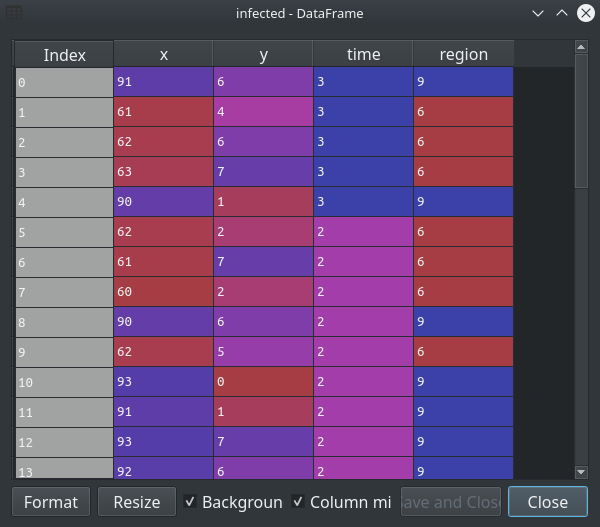 infected - DataFrame
Index x y time region
0 91 6 3 9
1 61 4 3 6
2 62 6 3 6
3 63 7 3 6
4 90 1 3 9
5 62 2 2 6
6 61 7 2 6
7 60 2 2 6
8 90 6 2 9
9 62 5 2 6
10 93 0 2 9
11 91 1 2 9
12 93 7 2 9
13 92 6 2 9
Format Resize Backgroun Column mi Save and Close Close